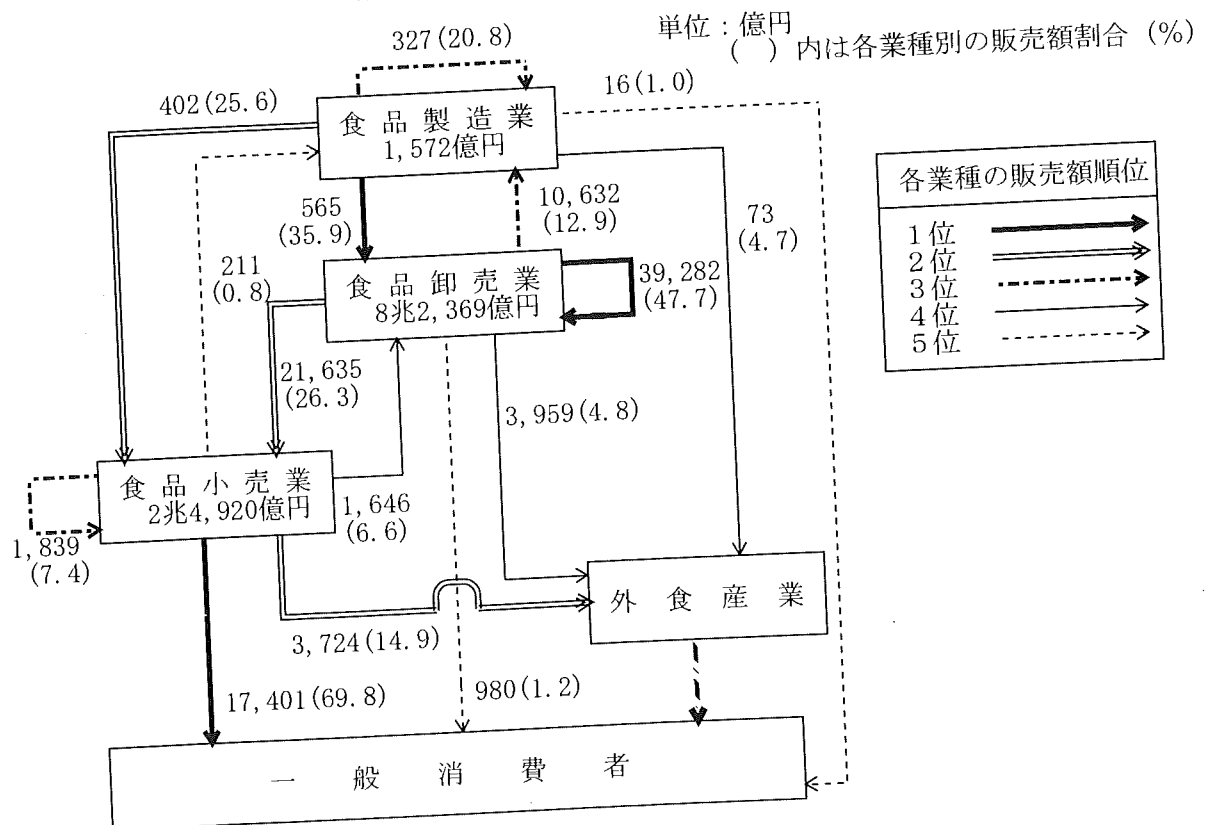 単位：億円
（　）内は各業種別の販売額割合（%）
327(20.8)
402(25.6)
16(1.0)
食品製造業
1,572億円
各業種の販売額順位
1位
2位
3位
4位
5位
565
(35.9)
10,632
(12.9)
73
(4.7)
211
(0.8)
食品卸売業
8兆2,369億円
39,282
(47.7)
21,635
(26.3)
3,959(4.8)
食品小売業
2兆4,920億円
1,646
(6.6)
1,839
(7.4)
外食産業
3,724(14.9)
17,401(69.8)
980(1.2)
一般消費者